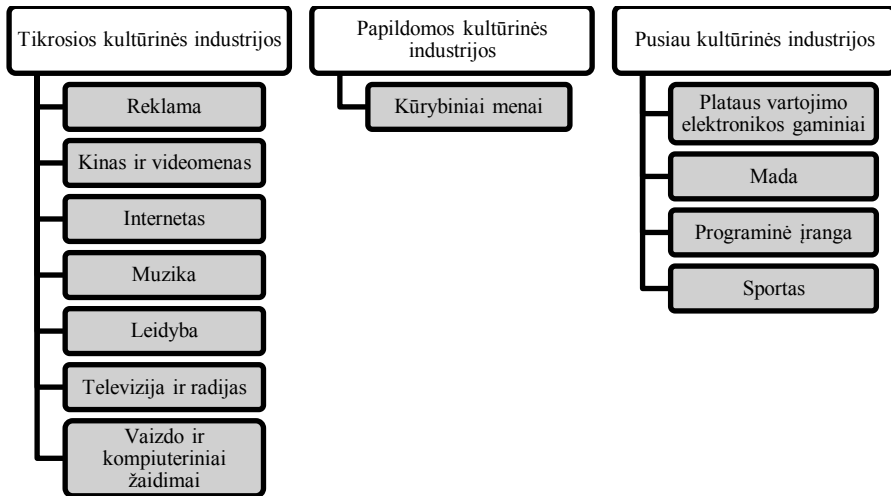 Tikrosios kultūrinės industrijos
Reklama
Kinas ir videomenas
Internetas
Muzika
Leidyba
Televizija ir radijas
Vaizdo ir
kompiuteriniai
žaidimai
Papildomos kultūrinės
industrijos
Kūrybiniai menai
Pusiau kultūrinės industrijos
Plataus vartojimo
elektronikos gaminiai
Mada
Programinė įranga
Sportas